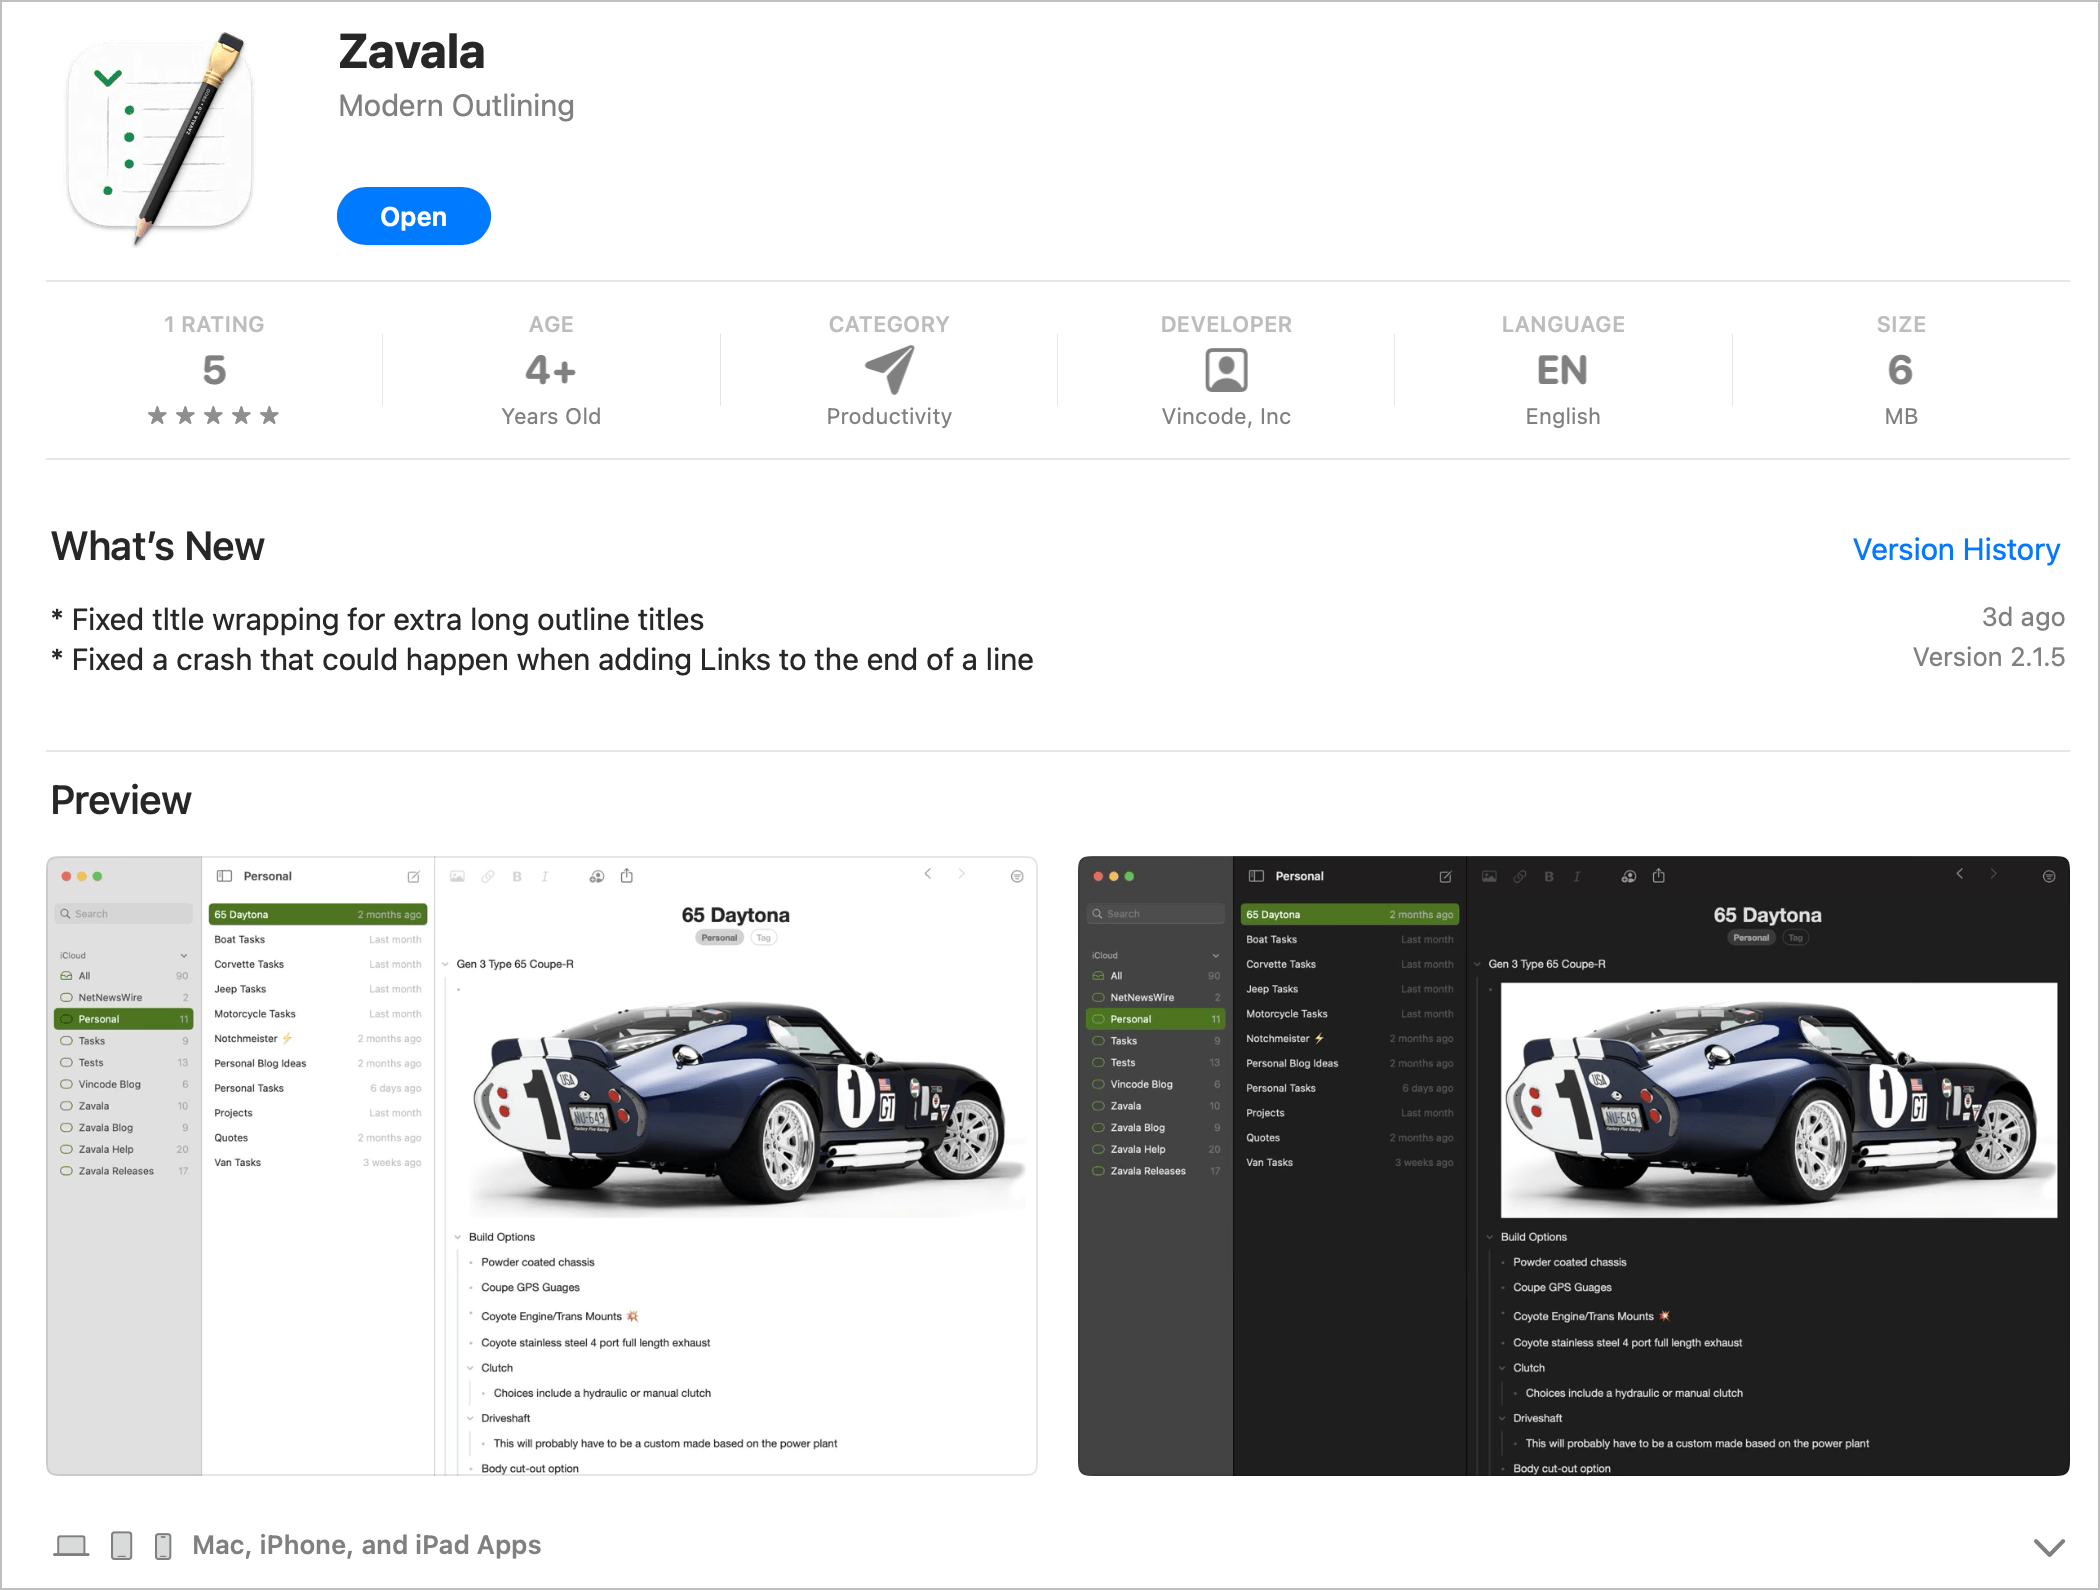 Zavala
Modern Outlining
Open
1 RATING
5
AGE
4+
Years Old
CATEGORY
Productivity
DEVELOPER
Vincode, Inc
LANGUAGE
EN
English
SIZE
6
MB
What's New
Version History
* Fixed tltle wrapping for extra long outline titles
3d ago
* Fixed a crash that could happen when adding Links to the end of a line
Version 2.1.5
Preview
Search
iCloud
All 90
NetNewsWire 2
Personal 11
Tasks 9
Tests 13
Vincode Blog 6
Zavala 10
Zavala Blog 9
Zavala Help 20
Zavala Releases 17
Personal
65 Daytona 2 months ago
Boat Tasks Last month
Corvette Tasks Last month
Jeep Tasks Last month
Motorcycle Tasks Last month
Notchmeister ⚡ 2 months ago
Personal Blog Ideas 2 months ago
Personal Tasks 6 days ago
Projects Last month
Quotes 2 months ago
Van Tasks 3 weeks ago
B I
65 Daytona
Personal Tag
Gen 3 Type 65 Coupe-R
1
USA
NU-649
1
GT
Build Options
Powder coated chassis
Coupe GPS Guages
Coyote Engine/Trans Mounts 💥
Coyote stainless steel 4 port full length exhaust
Clutch
Choices include a hydraulic or manual clutch
Driveshaft
This will probably have to be a custom made based on the power plant
Body cut-out option
Search
iCloud
All 90
NetNewsWire 2
Personal 11
Tasks 9
Tests 13
Vincode Blog 6
Zavala 10
Zavala Blog 9
Zavala Help 20
Zavala Releases 17
Personal
65 Daytona 2 months ago
Boat Tasks Last month
Corvette Tasks Last month
Jeep Tasks Last month
Motorcycle Tasks Last month
Notchmeister ⚡ 2 months ago
Personal Blog Ideas 2 months ago
Personal Tasks 6 days ago
Projects Last month
Quotes 2 months ago
Van Tasks 3 weeks ago
B I
65 Daytona
Personal Tag
Gen 3 Type 65 Coupe-R
1
USA
NU-649
1
GT
Build Options
Powder coated chassis
Coupe GPS Guages
Coyote Engine/Trans Mounts 💥
Coyote stainless steel 4 port full length exhaust
Clutch
Choices include a hydraulic or manual clutch
Driveshaft
This will probably have to be a custom made based on the power plant
Body cut-out option
Mac, iPhone, and iPad Apps